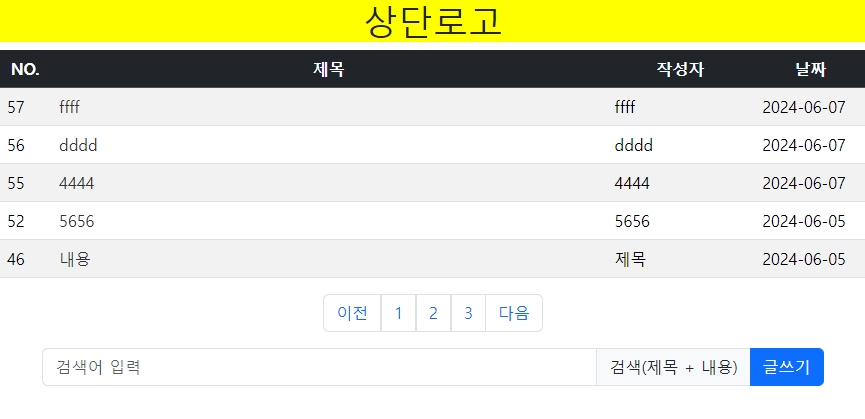 상단로고
NO. 제목 작성자 날짜
57 ffff ffff 2024-06-07
56 dddd dddd 2024-06-07
55 4444 4444 2024-06-07
52 5656 5656 2024-06-05
46 내용 제목 2024-06-05
이전 1 2 3 다음
검색어 입력 검색(제목 + 내용) 글쓰기